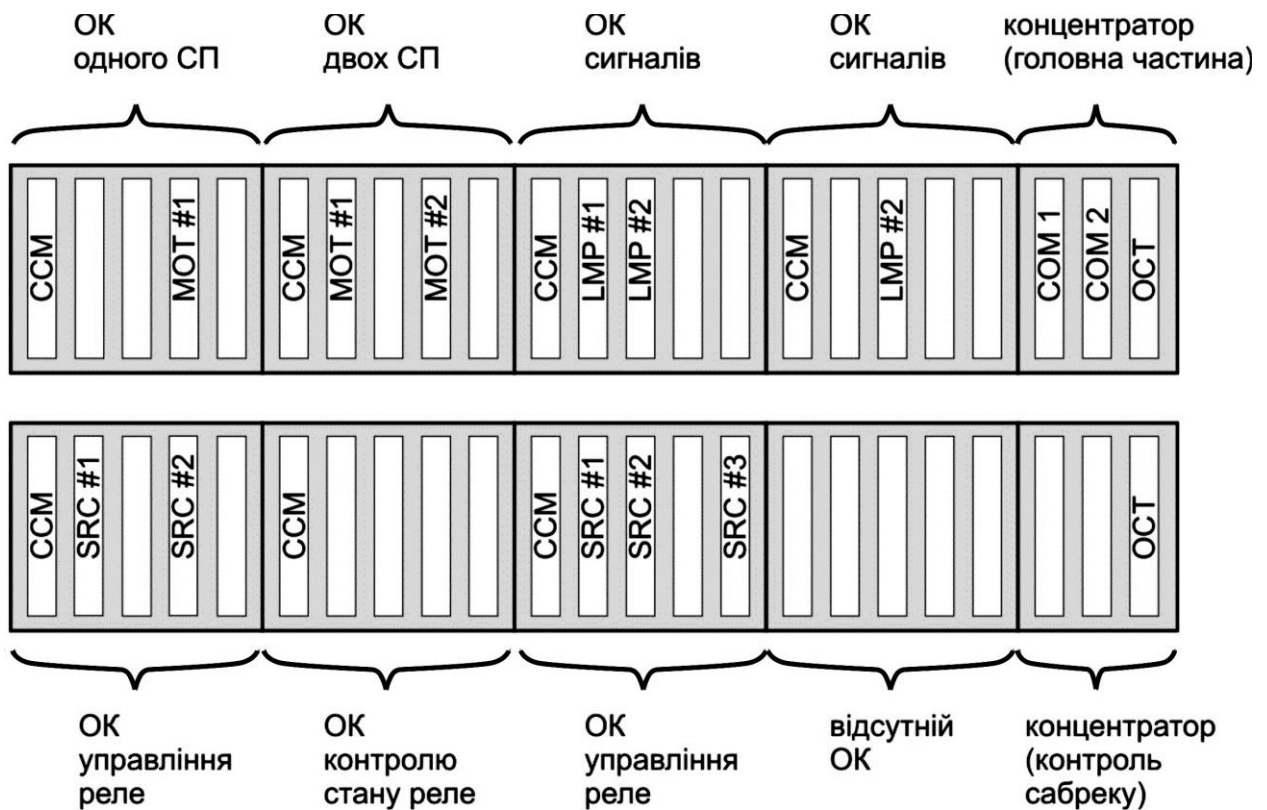 ОК
одного СП
ОК
двох СП
ОК
сигналів
ОК
сигналів
концентратор
(головна частина)
CCM
MOT #1
CCM
MOT #1
MOT #2
CCM
LMP #1
LMP #2
CCM
LMP #2
COM 1
COM 2
OCT
CCM
SRC #1
SRC #2
CCM
CCM
SRC #1
SRC #2
SRC #3
OCT
ОК
управління
реле
ОК
контролю
стану реле
ОК
управління
реле
відсутній
ОК
концентратор
(контроль
сабреку)